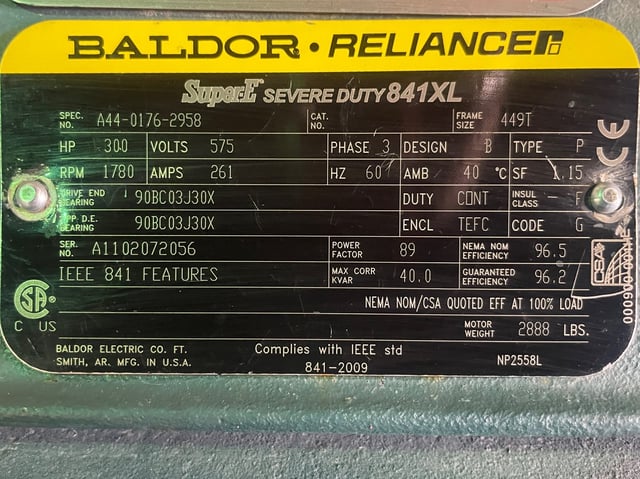 BALDOR · RELIANCE
Super-E SEVERE DUTY 841XL
SPEC. NO. A44-0176-2958 CAT. NO. FRAME SIZE 449T
HP 300 VOLTS 575 PHASE 3 DESIGN B TYPE P
RPM 1780 AMPS 261 HZ 60 AMB 40 °C SF 1.15
DRIVE END BEARING 90BC03J30X DUTY CONT INSUL CLASS F
OPP D.E. BEARING 90BC03J30X ENCL TEFC CODE G
SER. NO. A1102072056 POWER FACTOR 89 NEMA NOM EFFICIENCY 96.5
IEEE 841 FEATURES MAX CORR KVAR 40.0 GUARANTEED EFFICIENCY 96.2
NEMA NOM/CSA QUOTED EFF AT 100% LOAD
MOTOR WEIGHT 2888 LBS.
BALDOR ELECTRIC CO. FT. SMITH, AR. MFG. IN U.S.A.
Complies with IEEE std 841-2009
NP2558L
CE
SA
C US